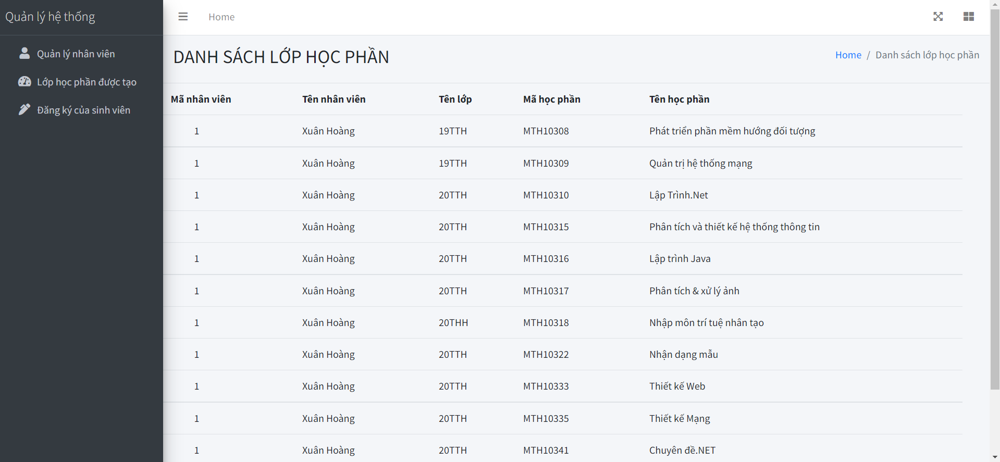 Quản lý hệ thống
Home
Quản lý nhân viên
Lớp học phần được tạo
Đăng ký của sinh viên
DANH SÁCH LỚP HỌC PHẦN
Home / Danh sách lớp học phần
Mã nhân viên Tên nhân viên Tên lớp Mã học phần Tên học phần
1 Xuân Hoàng 19TTH MTH10308 Phát triển phần mềm hướng đối tượng
1 Xuân Hoàng 19TTH MTH10309 Quản trị hệ thống mạng
1 Xuân Hoàng 20TTH MTH10310 Lập Trình.Net
1 Xuân Hoàng 20TTH MTH10315 Phân tích và thiết kế hệ thống thông tin
1 Xuân Hoàng 20TTH MTH10316 Lập trình Java
1 Xuân Hoàng 20TTH MTH10317 Phân tích & xử lý ảnh
1 Xuân Hoàng 20THH MTH10318 Nhập môn trí tuệ nhân tạo
1 Xuân Hoàng 20TTH MTH10322 Nhận dạng mẫu
1 Xuân Hoàng 20TTH MTH10333 Thiết kế Web
1 Xuân Hoàng 20TTH MTH10335 Thiết kế Mạng
1 Xuân Hoàng 20TTH MTH10341 Chuyên đề.NET